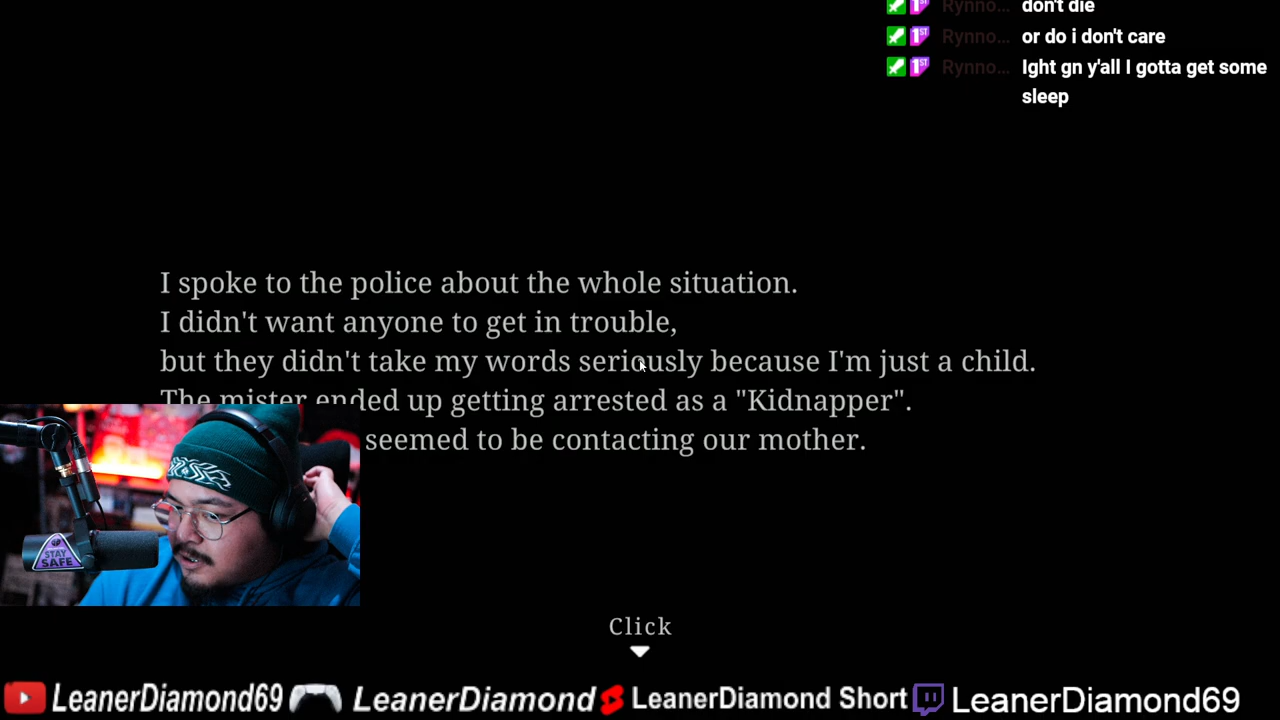 don't die
Rynno... or do i don't care
Rynno... Ight gn y'all I gotta get some
sleep
I spoke to the police about the whole situation.
I didn't want anyone to get in trouble,
but they didn't take my words seriously because I'm just a child.
The mister ended up getting arrested as a "Kidnapper".
seemed to be contacting our mother.
STAY
SAFE
Click
LeanerDiamond69 LeanerDiamond LeanerDiamond Short LeanerDiamond69